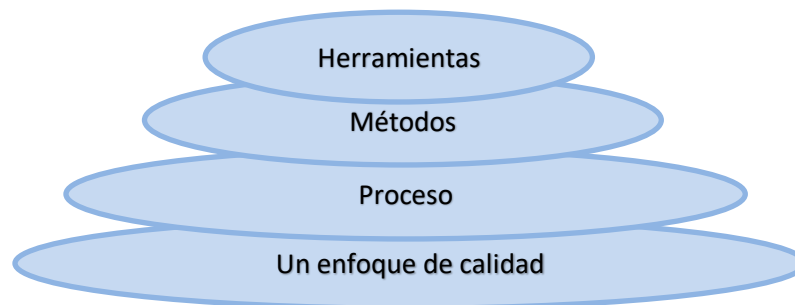 Herramientas
Métodos
Proceso
Un enfoque de calidad